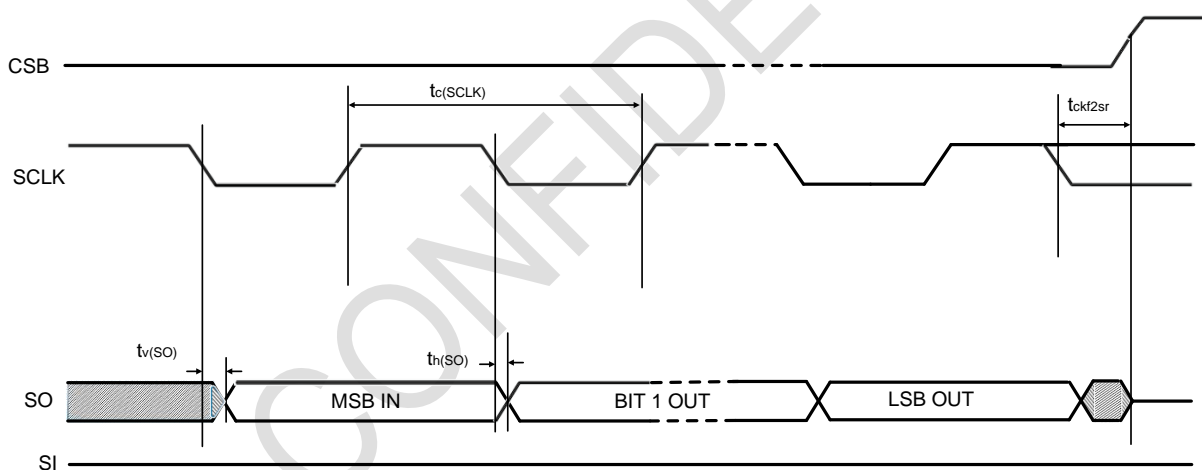 CSB
tc(SCLK)
tckf2sr
SCLK
tv(SO)
th(SO)
SO
MSB IN
BIT 1 OUT
LSB OUT
SI
CONFIDE